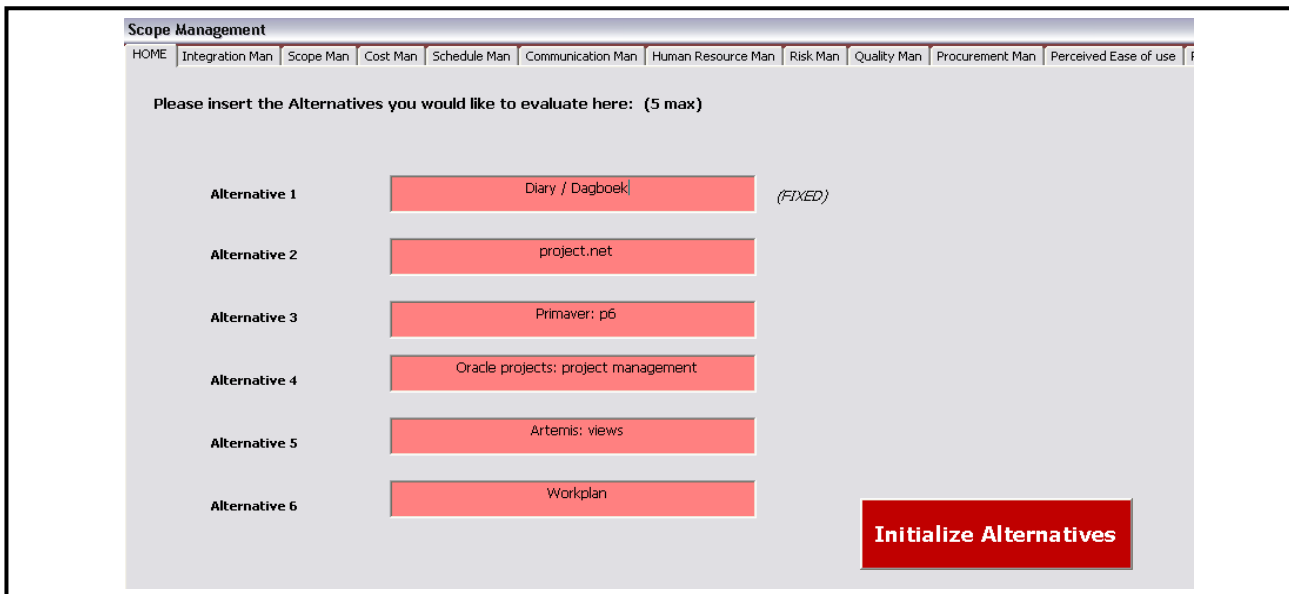 Scope Management
HOME Integration Man Scope Man Cost Man Schedule Man Communication Man Human Resource Man Risk Man Quality Man Procurement Man Perceived Ease of use
Please insert the Alternatives you would like to evaluate here: (5 max)
Alternative 1 Diary / Dagboek (FIXED)
Alternative 2 project.net
Alternative 3 Primaver: p6
Alternative 4 Oracle projects: project management
Alternative 5 Artemis: views
Alternative 6 Workplan
Initialize Alternatives